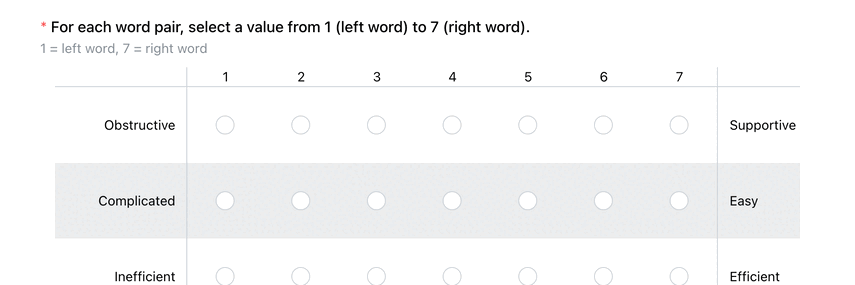 * For each word pair, select a value from 1 (left word) to 7 (right word).
1 = left word, 7 = right word
1 2 3 4 5 6 7
Obstructive Supportive
Complicated Easy
Inefficient Efficient